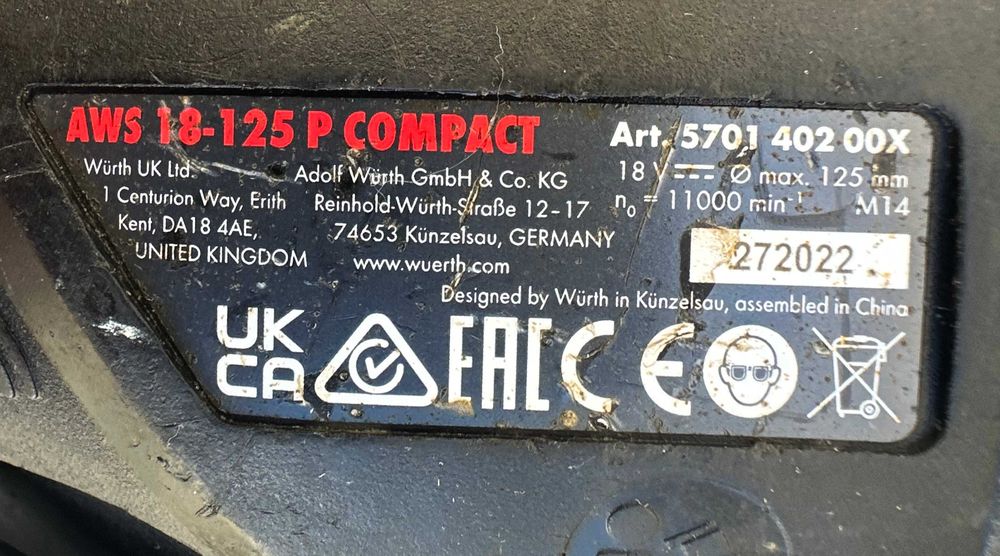 AWS 18-125 P COMPACT
Würth UK Ltd.
1 Centurion Way, Erith
Kent, DA18 4AE,
UNITED KINGDOM
Adolf Würth GmbH & Co. KG
Reinhold-Würth-Straße 12–17
74653 Künzelsau, GERMANY
www.wuerth.com
Art. 5701 402 00X
18 V ⎓ Ø max. 125 mm
n₀ = 11000 min⁻¹ M14
272022
Designed by Würth in Künzelsau, assembled in China
UK
CA
EAC CE